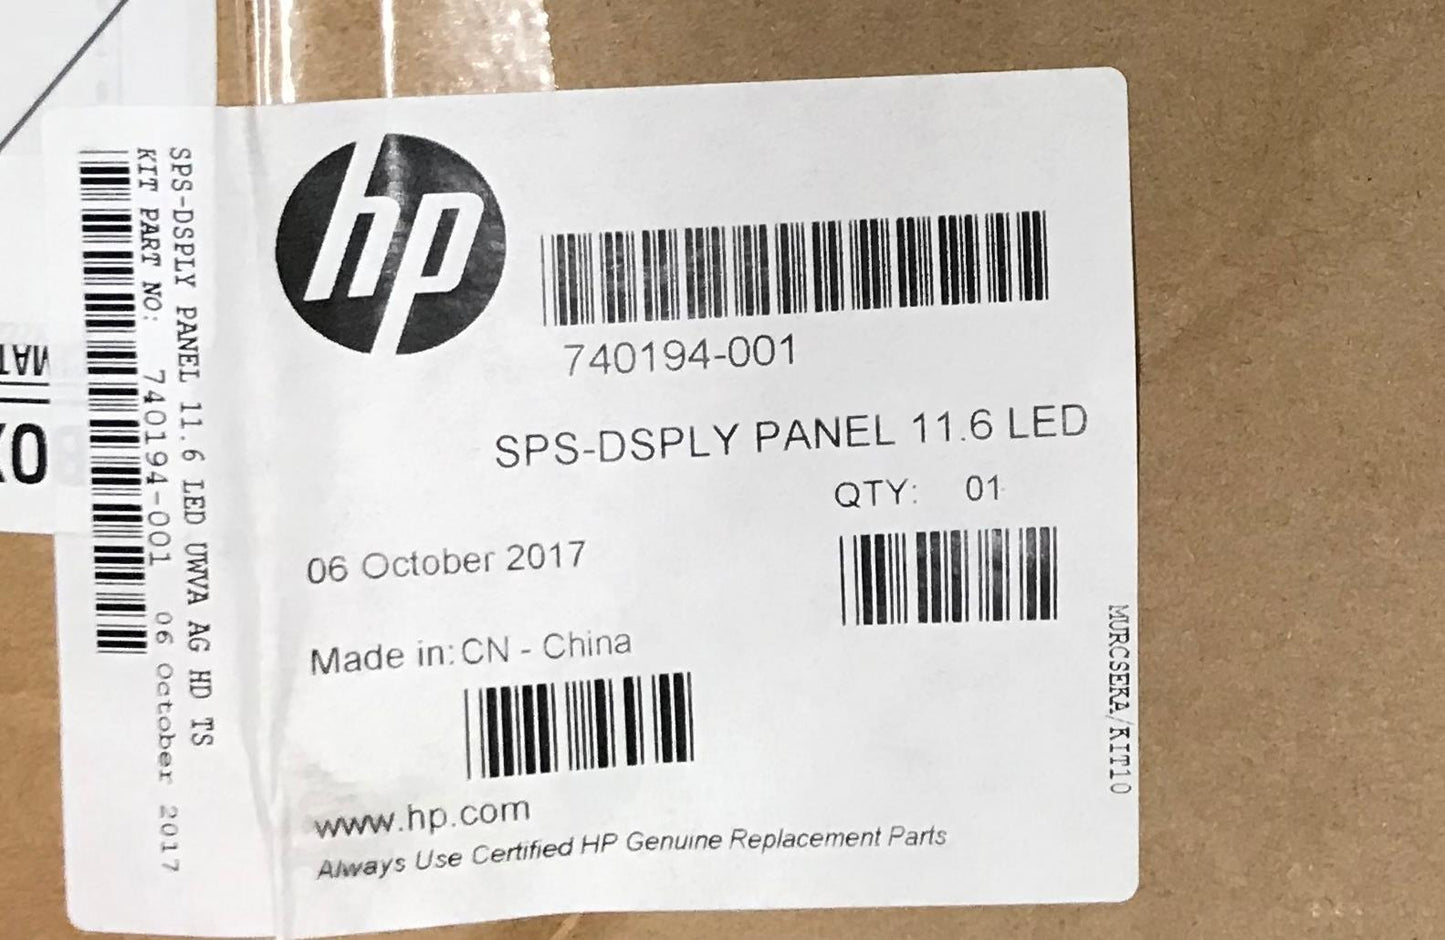 SPS-DSPLY PANEL 11.6 LED UWVA AG HD TS
KIT PART NO: 740194-001 06 October 2017
hp
740194-001
SPS-DSPLY PANEL 11.6 LED
QTY: 01
06 October 2017
Made in: CN - China
www.hp.com
Always Use Certified HP Genuine Replacement Parts
MURCSEKA/KIT10
MAT